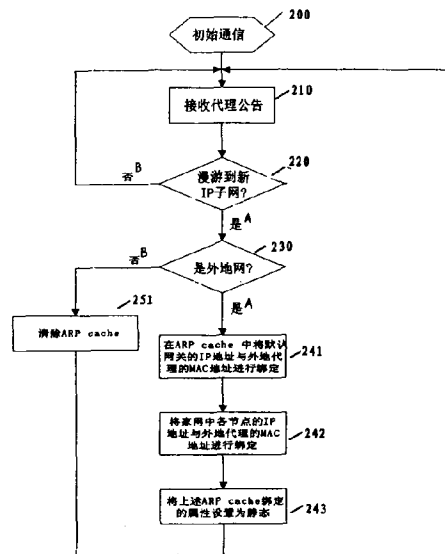 初始通信
200
接收代理公告
210
漫游到新
IP子网?
220
否B
是A
是外地网?
230
否B
是A
清除ARP cache
251
在ARP cache 中将默认
网关的IP地址与外地代
理的MAC地址进行绑定
241
将家网中各节点的IP
地址与外地代理的MAC
地址进行绑定
242
将上述ARP cache绑定
的属性设置为静态
243